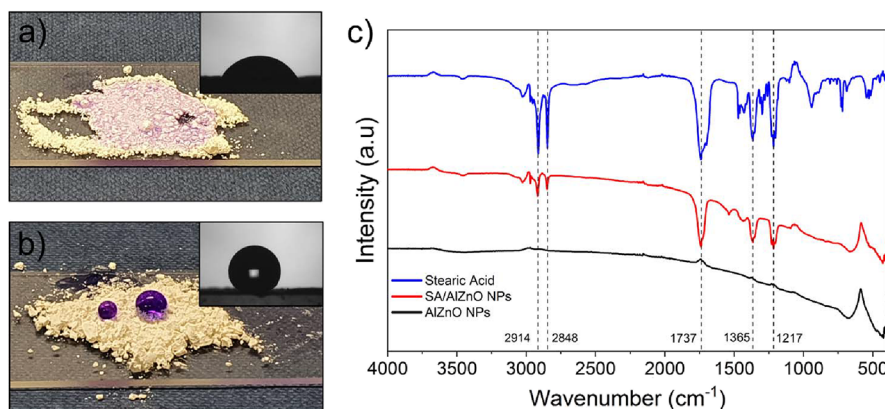 a)
b)
c)
Intensity (a.u)
Stearic Acid
SA/AlZnO NPs
AlZnO NPs
2914
2848
1737
1365
1217
4000 3500 3000 2500 2000 1500 1000 500
Wavenumber (cm⁻¹)